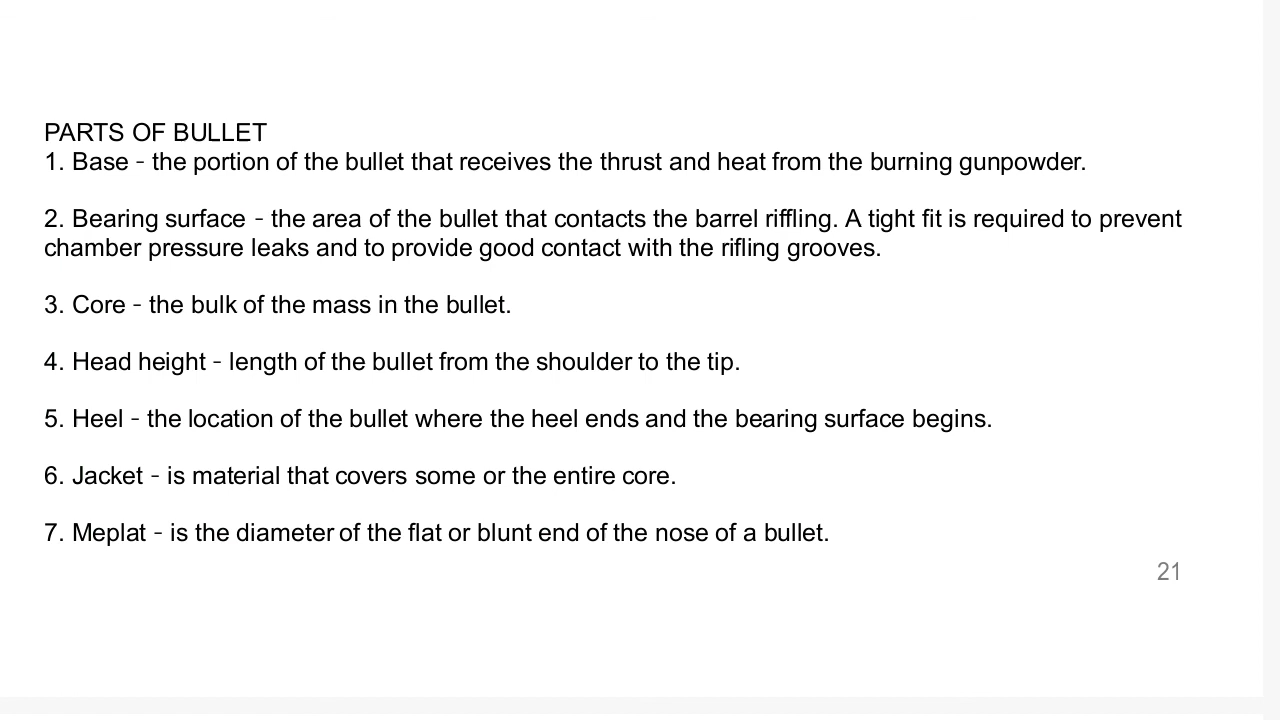 PARTS OF BULLET
1. Base - the portion of the bullet that receives the thrust and heat from the burning gunpowder.
2. Bearing surface - the area of the bullet that contacts the barrel riffling. A tight fit is required to prevent
chamber pressure leaks and to provide good contact with the rifling grooves.
3. Core - the bulk of the mass in the bullet.
4. Head height - length of the bullet from the shoulder to the tip.
5. Heel - the location of the bullet where the heel ends and the bearing surface begins.
6. Jacket - is material that covers some or the entire core.
7. Meplat - is the diameter of the flat or blunt end of the nose of a bullet.
21